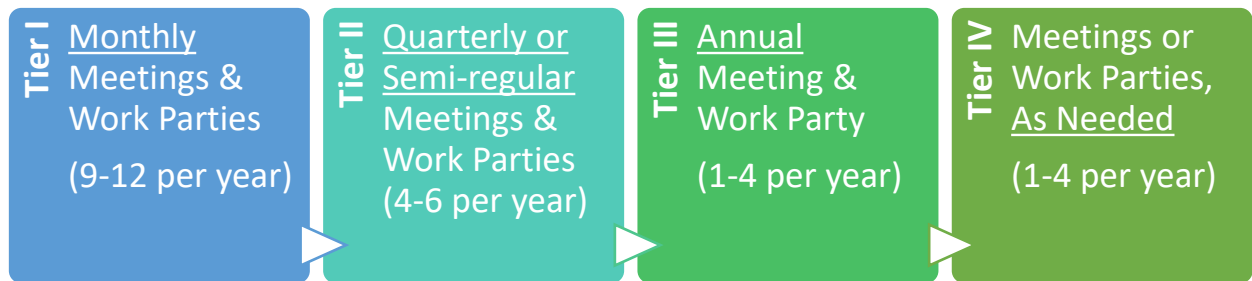 Tier I
Monthly
Meetings &
Work Parties
(9-12 per year)
Tier II
Quarterly or
Semi-regular
Meetings &
Work Parties
(4-6 per year)
Tier III
Annual
Meeting &
Work Party
(1-4 per year)
Tier IV
Meetings or
Work Parties,
As Needed
(1-4 per year)